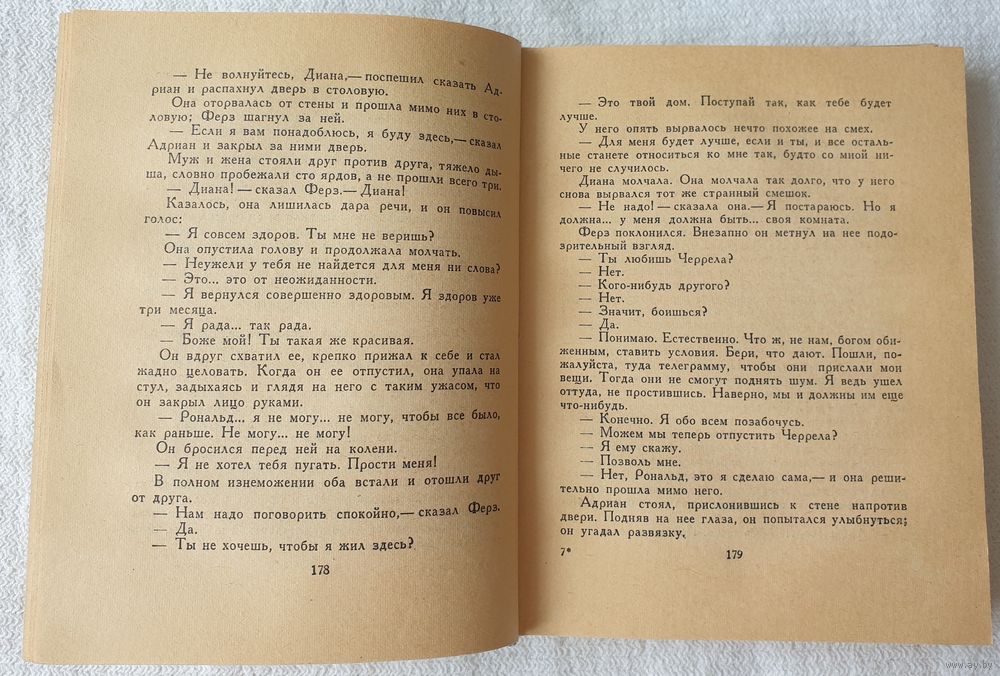 — Не волнуйтесь, Диана,— поспешил сказать Ад-
риан и распахнул дверь в столовую.
Она оторвалась от стены и прошла мимо них в сто-
ловую; Ферз шагнул за ней.
— Если я вам понадоблюсь, я буду здесь,— сказал
Адриан и закрыл за ними дверь.
Муж и жена стояли друг против друга, тяжело ды-
ша, словно пробежали сто ярдов, а не прошли всего три.
— Диана! — сказал Ферз.— Диана!
Казалось, она лишилась дара речи, и он повысил
голос:
— Я совсем здоров. Ты мне не веришь?
Она опустила голову и продолжала молчать.
— Неужели у тебя не найдется для меня ни слова?
— Это... это от неожиданности.
— Я вернулся совершенно здоровым. Я здоров уже
три месяца.
— Я рада... так рада.
— Боже мой! Ты такая же красивая.
Он вдруг схватил ее, крепко прижал к себе и стал
жадно целовать. Когда он ее отпустил, она упала на
стул, задыхаясь и глядя на него с таким ужасом, что
он закрыл лицо руками.
— Рональд... я не могу... не могу, чтобы все было,
как раньше. Не могу... не могу!
Он бросился перед ней на колени.
— Я не хотел тебя пугать. Прости меня!
В полном изнеможении оба встали и отошли друг
от друга.
— Нам надо поговорить спокойно,— сказал Ферз.
— Да.
— Ты не хочешь, чтобы я жил здесь?
178
— Это твой дом. Поступай так, как тебе будет
лучше.
У него опять вырвалось нечто похожее на смех.
— Для меня будет лучше, если и ты, и все осталь-
ные станете относиться ко мне так, будто со мной ни-
чего не случилось.
Диана молчала. Она молчала так долго, что у него
снова вырвался тот же странный смешок.
— Не надо! — сказала она.— Я постараюсь. Но я
должна... у меня должна быть... своя комната.
Ферз поклонился. Внезапно он метнул на нее подо-
зрительный взгляд.
— Ты любишь Черрела?
— Нет.
— Кого-нибудь другого?
— Нет.
— Значит, боишься?
— Да.
— Понимаю. Естественно. Что ж, не нам, богом оби-
женным, ставить условия. Бери, что дают. Пошли, по-
жалуйста, туда телеграмму, чтобы они прислали мои
вещи. Тогда они не смогут поднять шум. Я ведь ушел
оттуда, не простившись. Наверно, мы и должны им еще
что-нибудь.
— Конечно. Я обо всем позабочусь.
— Можем мы теперь отпустить Черрела?
— Я ему скажу.
— Позволь мне.
— Нет, Рональд, это я сделаю сама,— и она реши-
тельно прошла мимо него.
Адриан стоял, прислонившись к стене напротив
двери. Подняв на нее глаза, он попытался улыбнуться;
он угадал развязку.
7*
179
www.ay.by